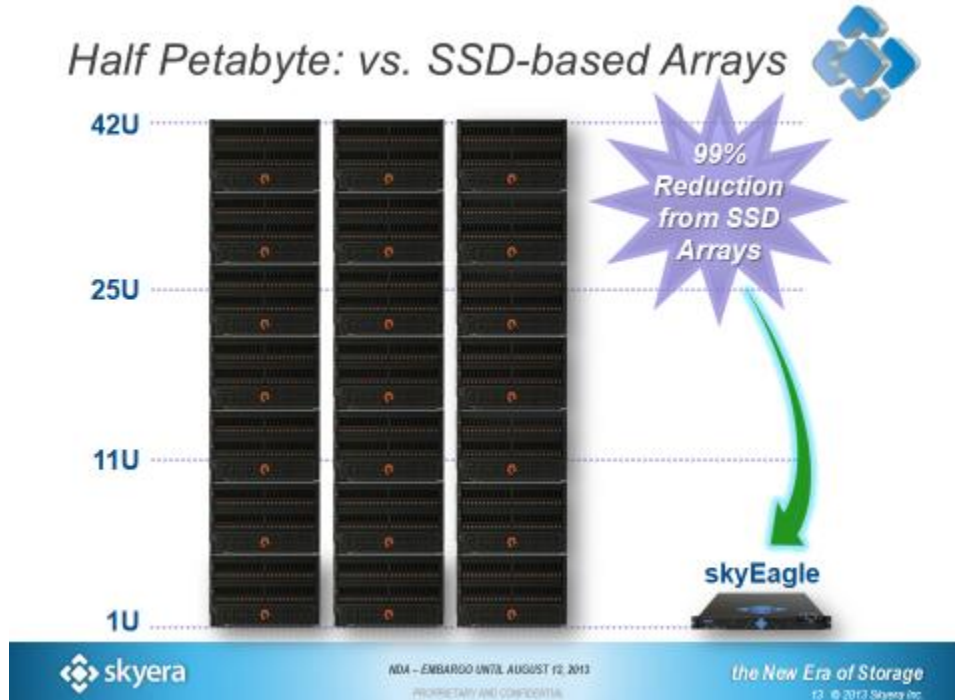 Half Petabyte: vs. SSD-based Arrays
42U
99%
Reduction
from SSD
Arrays
25U
11U
skyEagle
1U
skyera
NDA – EMBARGO UNTIL AUGUST 12, 2013
PROPRIETARY AND CONFIDENTIAL
the New Era of Storage
13 © 2013 Skyera Inc.